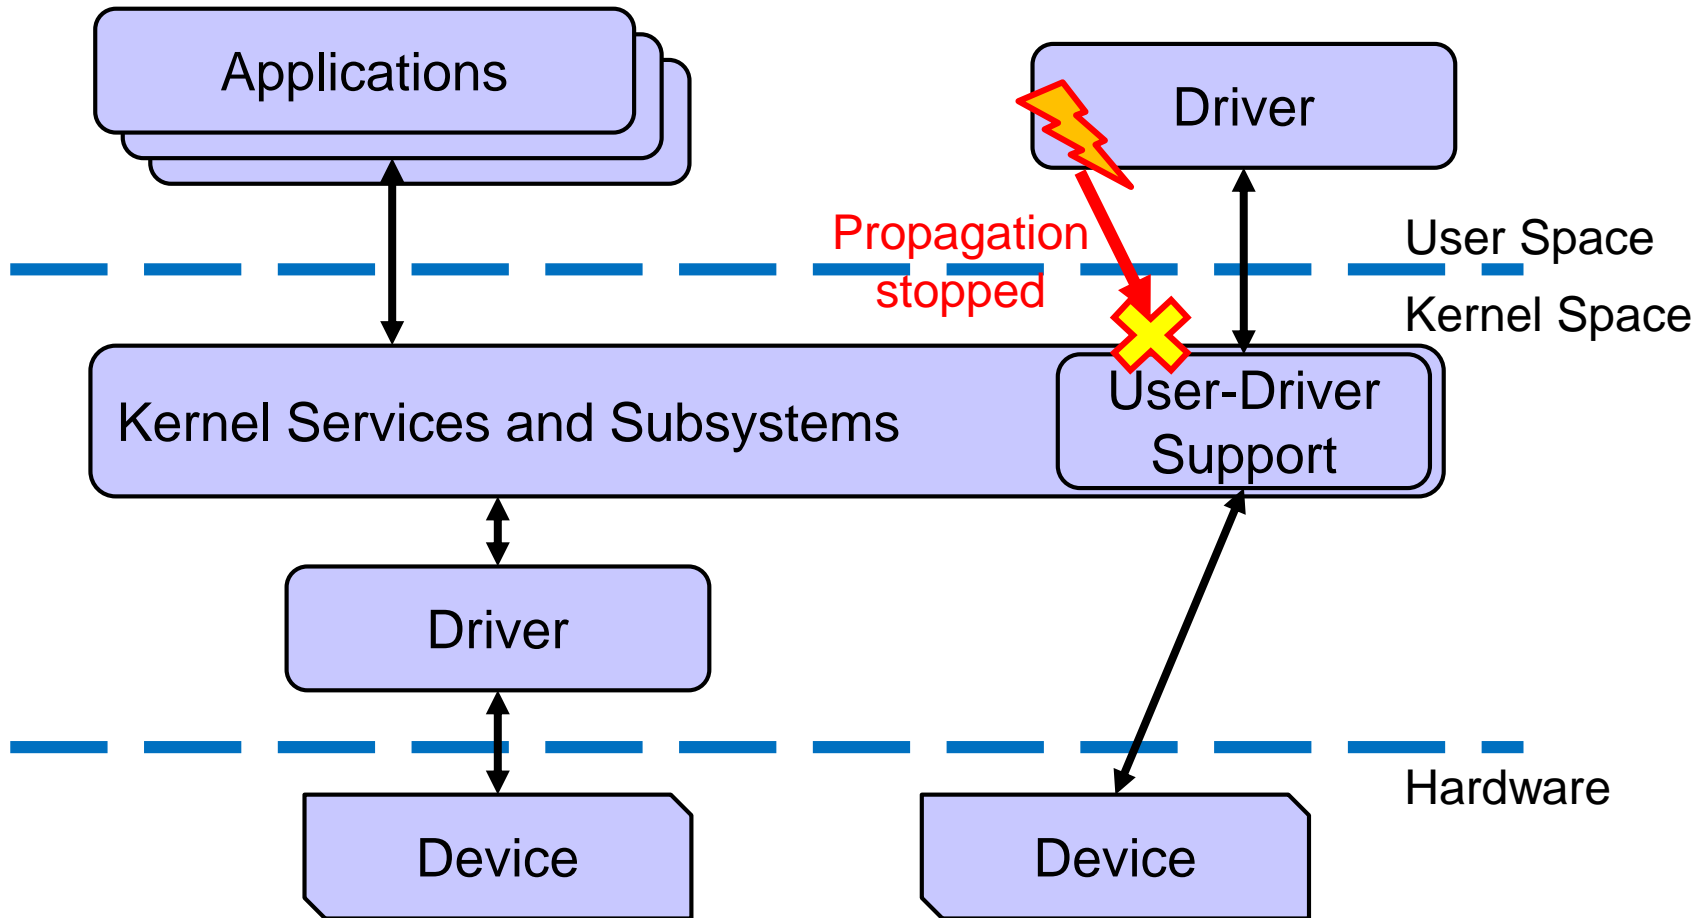 Applications
Driver
Propagation
stopped
User Space
Kernel Space
Kernel Services and Subsystems
User-Driver
Support
Driver
Hardware
Device
Device